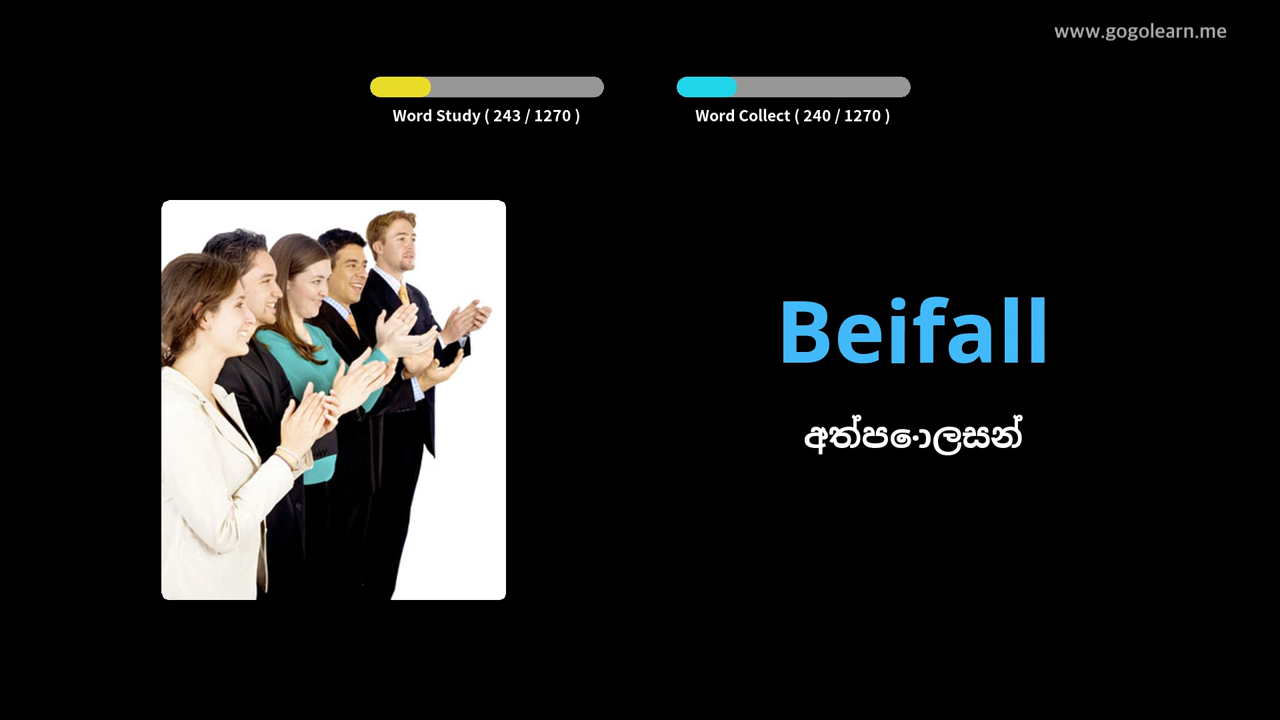 www.gogolearn.me
Word Study ( 243 / 1270 )
Word Collect ( 240 / 1270 )
Beifall
අත්පොලසන්